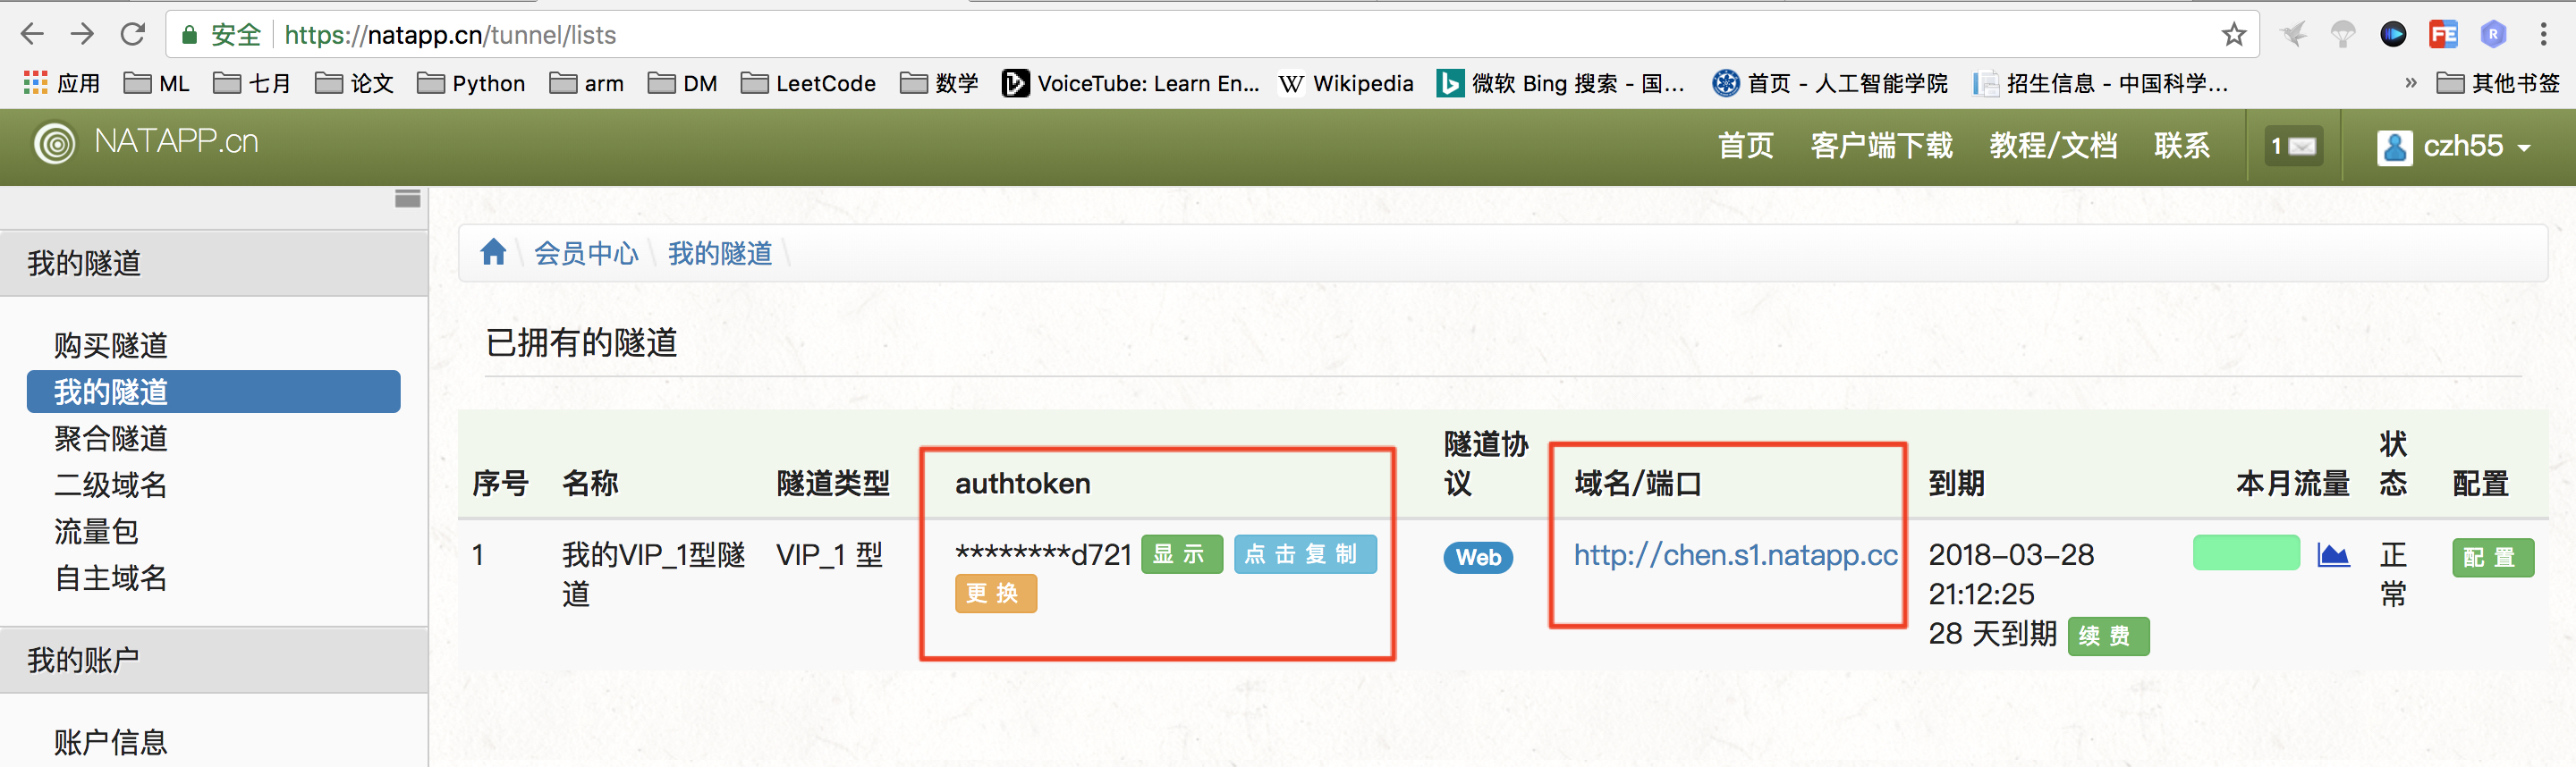 安全 https://natapp.cn/tunnel/lists
应用 ML 七月 论文 Python arm DM LeetCode 数学 VoiceTube: Learn En... Wikipedia 微软 Bing 搜索 - 国... 首页 - 人工智能学院 招生信息 - 中国科学... » 其他书签
NATAPP.cn 首页 客户端下载 教程/文档 联系 1 czh55
我的隧道
购买隧道
我的隧道
聚合隧道
二级域名
流量包
自主域名
我的账户
账户信息
会员中心 \ 我的隧道 \
已拥有的隧道
序号 名称 隧道类型 authtoken 隧道协议 域名/端口 到期 本月流量 状态 配置
1 我的VIP_1型隧道 VIP_1 型 ********d721 显示 点击复制 更换 Web http://chen.s1.natapp.cc 2018-03-28 21:12:25 28 天到期 续费 正常 配置